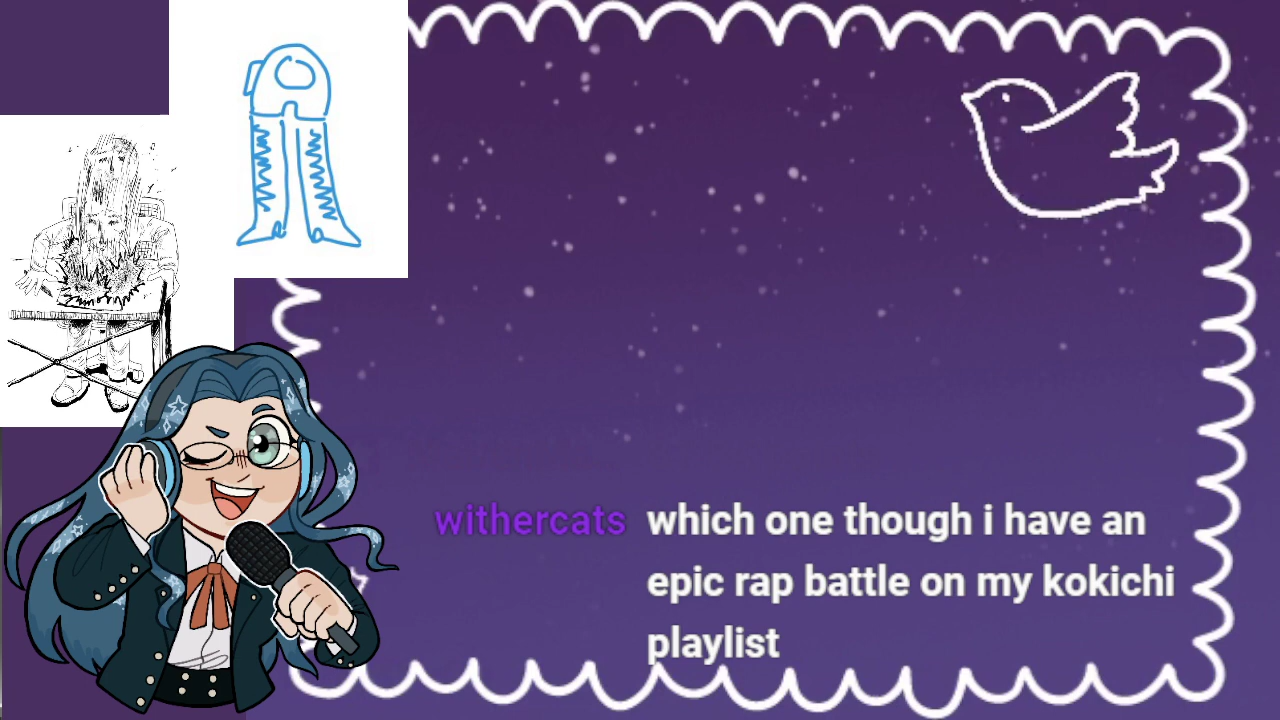 withercats which one though i have an
epic rap battle on my kokichi
playlist